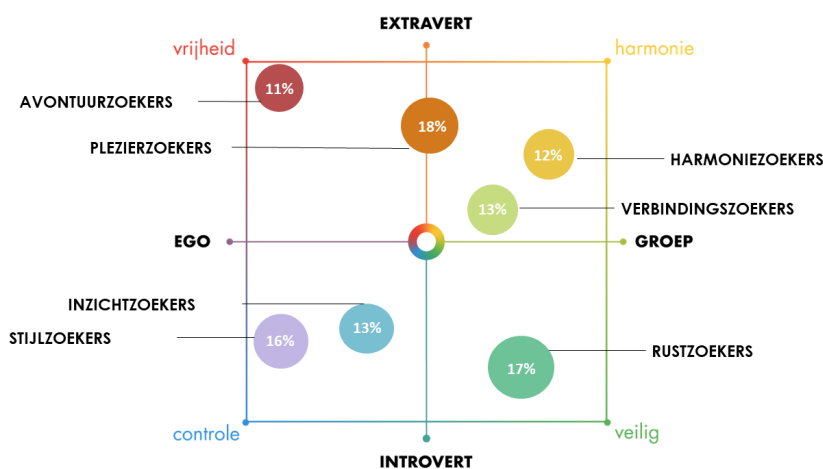 EXTRAVERT
vrijheid
harmonie
11%
AVONTUURZOEKERS
18%
PLEZIERZOEKERS
12%
HARMONIEZOEKERS
13%
VERBINDINGSZOEKERS
EGO
GROEP
INZICHTZOEKERS
13%
STIJLZOEKERS
16%
RUSTZOEKERS
17%
controle
veilig
INTROVERT